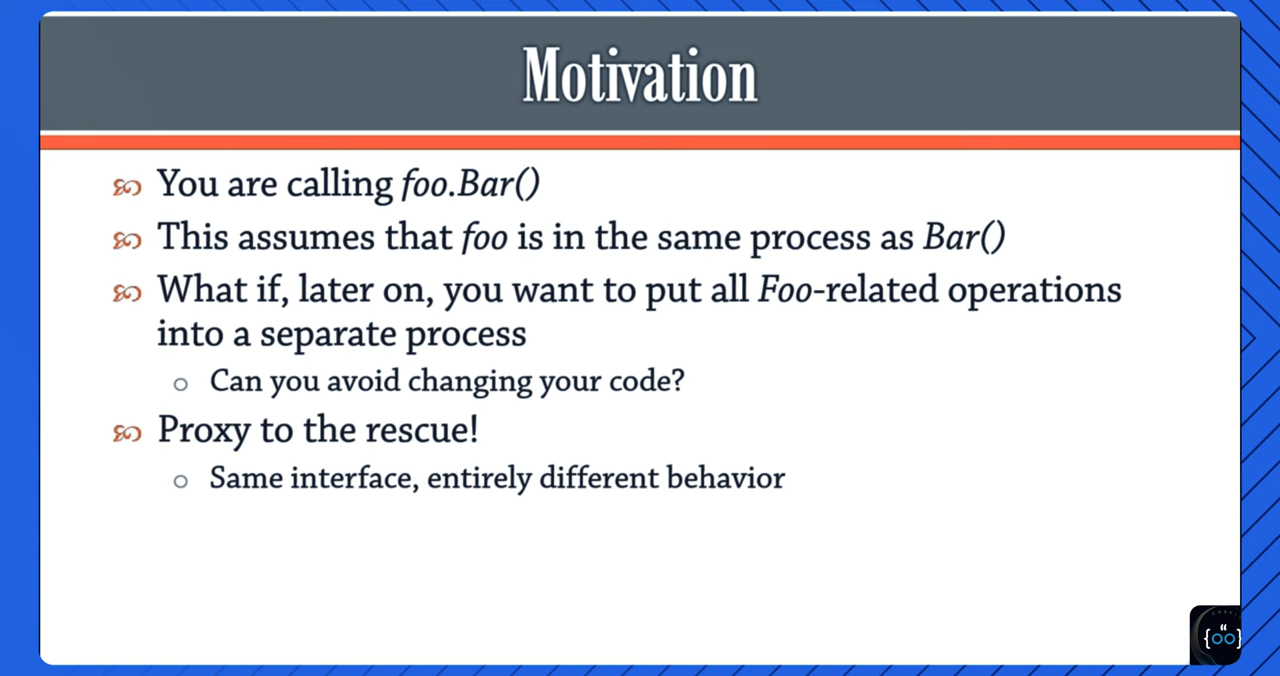 Motivation
You are calling foo.Bar()
This assumes that foo is in the same process as Bar()
What if, later on, you want to put all Foo-related operations
into a separate process
Can you avoid changing your code?
Proxy to the rescue!
Same interface, entirely different behavior